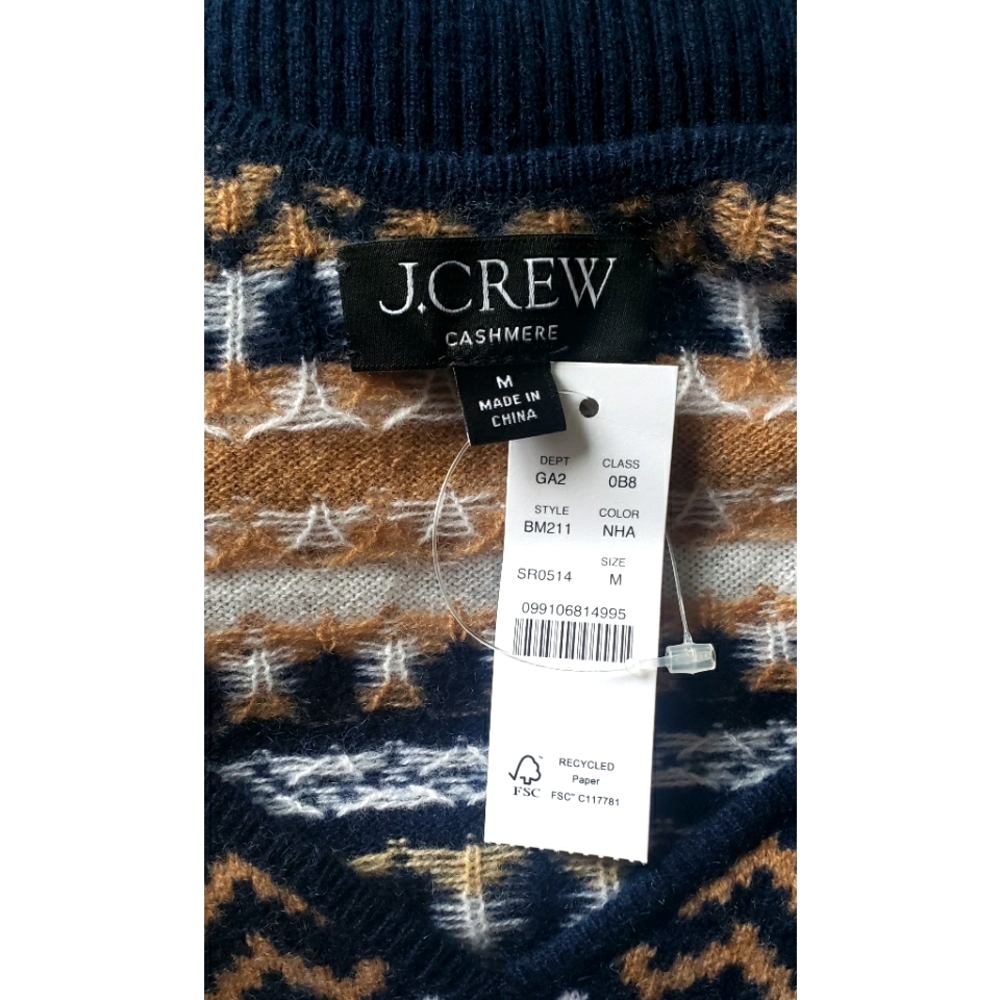 J.CREW
CASHMERE
M
MADE IN
CHINA
DEPT CLASS
GA2 0B8
STYLE COLOR
BM211 NHA
SIZE
SR0514 M
099106814995
RECYCLED
Paper
FSC™ C117781
FSC